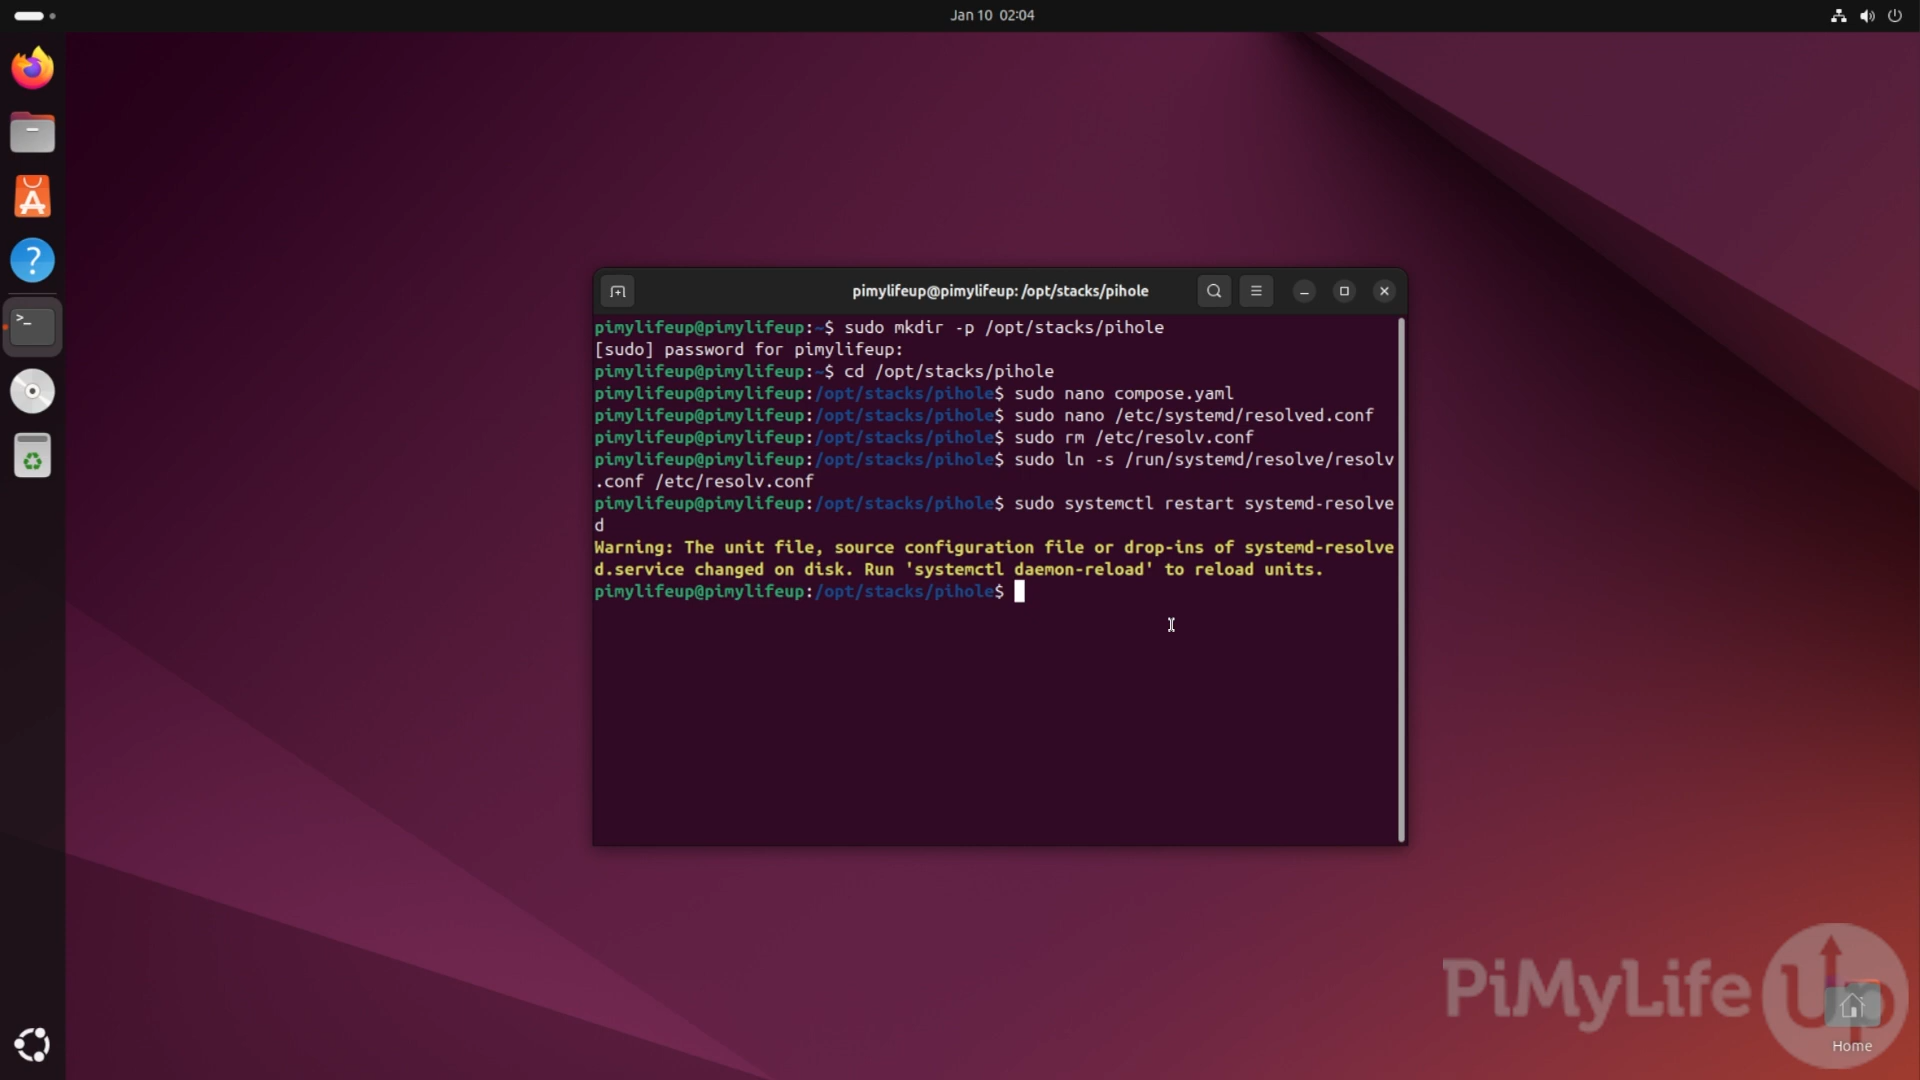 Jan 10 02:04
pimylifeup@pimylifeup: /opt/stacks/pihole
pimylifeup@pimylifeup:~$ sudo mkdir -p /opt/stacks/pihole
[sudo] password for pimylifeup:
pimylifeup@pimylifeup:~$ cd /opt/stacks/pihole
pimylifeup@pimylifeup:/opt/stacks/pihole$ sudo nano compose.yaml
pimylifeup@pimylifeup:/opt/stacks/pihole$ sudo nano /etc/systemd/resolved.conf
pimylifeup@pimylifeup:/opt/stacks/pihole$ sudo rm /etc/resolv.conf
pimylifeup@pimylifeup:/opt/stacks/pihole$ sudo ln -s /run/systemd/resolve/resolv
.conf /etc/resolv.conf
pimylifeup@pimylifeup:/opt/stacks/pihole$ sudo systemctl restart systemd-resolve
d
Warning: The unit file, source configuration file or drop-ins of systemd-resolve
d.service changed on disk. Run 'systemctl daemon-reload' to reload units.
pimylifeup@pimylifeup:/opt/stacks/pihole$
PiMyLife Up
Home